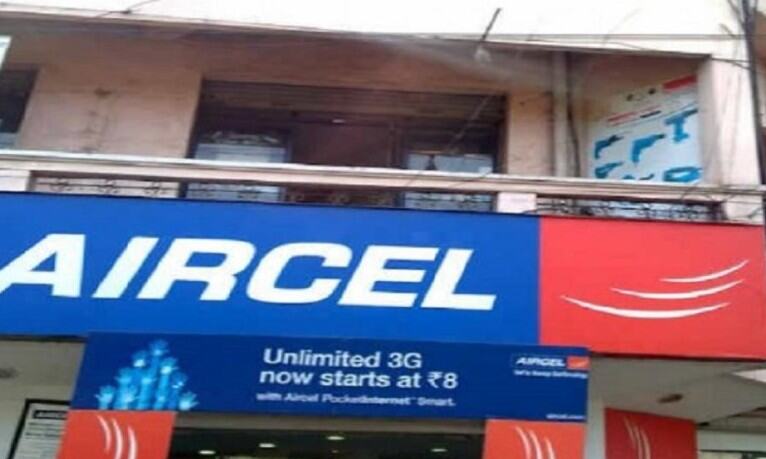 AIRCEL
Unlimited 3G
now starts at ₹8
with Aircel PocketInternet Smart.
AIRCEL